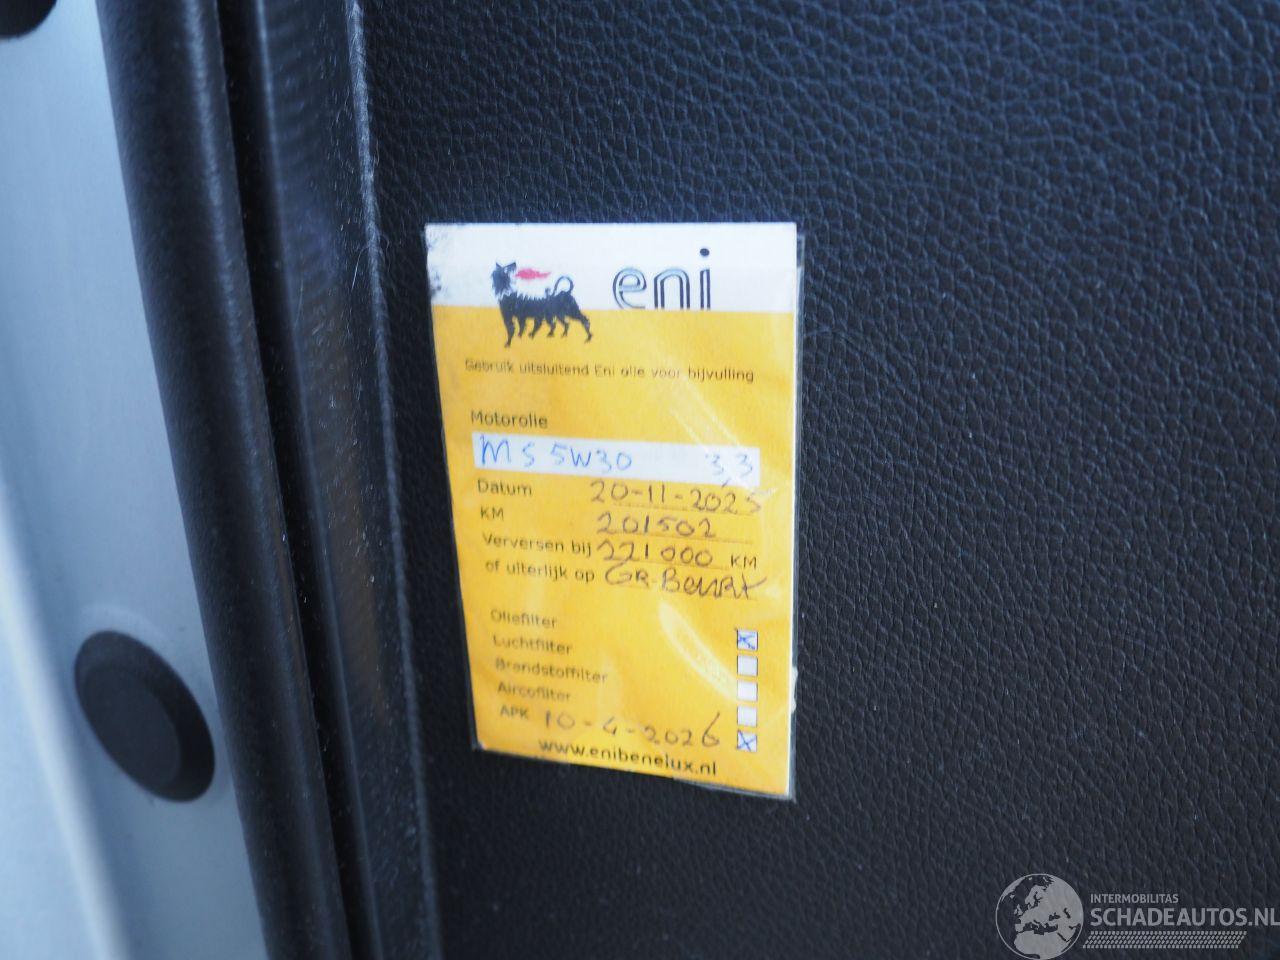 eni
Gebruik uitsluitend Eni olie voor bijvulling
Motorolie
MS 5W30 3,3
Datum 20-11-2025
KM 201502
Verversen bij 221000 KM
of uiterlijk op GR-Beurt
Oliefilter
Luchtfilter
Brandstoffilter
Aircofilter
APK 10-4-2026
www.enibenelux.nl
INTERMOBILITAS
SCHADEAUTOS.NL